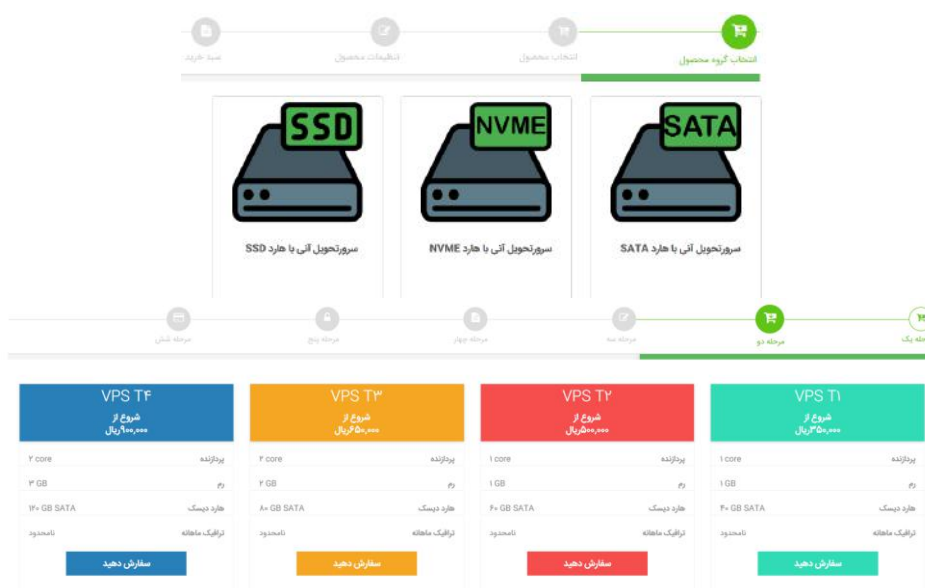 انتخاب گروه محصول
انتخاب محصول
تنظیمات محصول
سبد خرید
SATA
NVME
SSD
سرورتحویل آنی با هارد SATA
سرورتحویل آنی با هارد NVME
سرورتحویل آنی با هارد SSD
مرحله دو
مرحله سه
مرحله چهار
مرحله پنج
مرحله شش
VPS T۱
شروع از
۳۵۰,۰۰۰ریال
پردازنده ۱ core
رم ۱ GB
هارد دیسک ۴۰ GB SATA
ترافیک ماهانه نامحدود
سفارش دهید
VPS T۲
شروع از
۵۰۰,۰۰۰ریال
پردازنده ۱ core
رم ۱ GB
هارد دیسک ۶۰ GB SATA
ترافیک ماهانه نامحدود
سفارش دهید
VPS T۳
شروع از
۶۵۰,۰۰۰ریال
پردازنده ۲ core
رم ۲ GB
هارد دیسک ۸۰ GB SATA
ترافیک ماهانه نامحدود
سفارش دهید
VPS T۴
شروع از
۹۰۰,۰۰۰ریال
پردازنده ۲ core
رم ۳ GB
هارد دیسک ۱۲۰ GB SATA
ترافیک ماهانه نامحدود
سفارش دهید